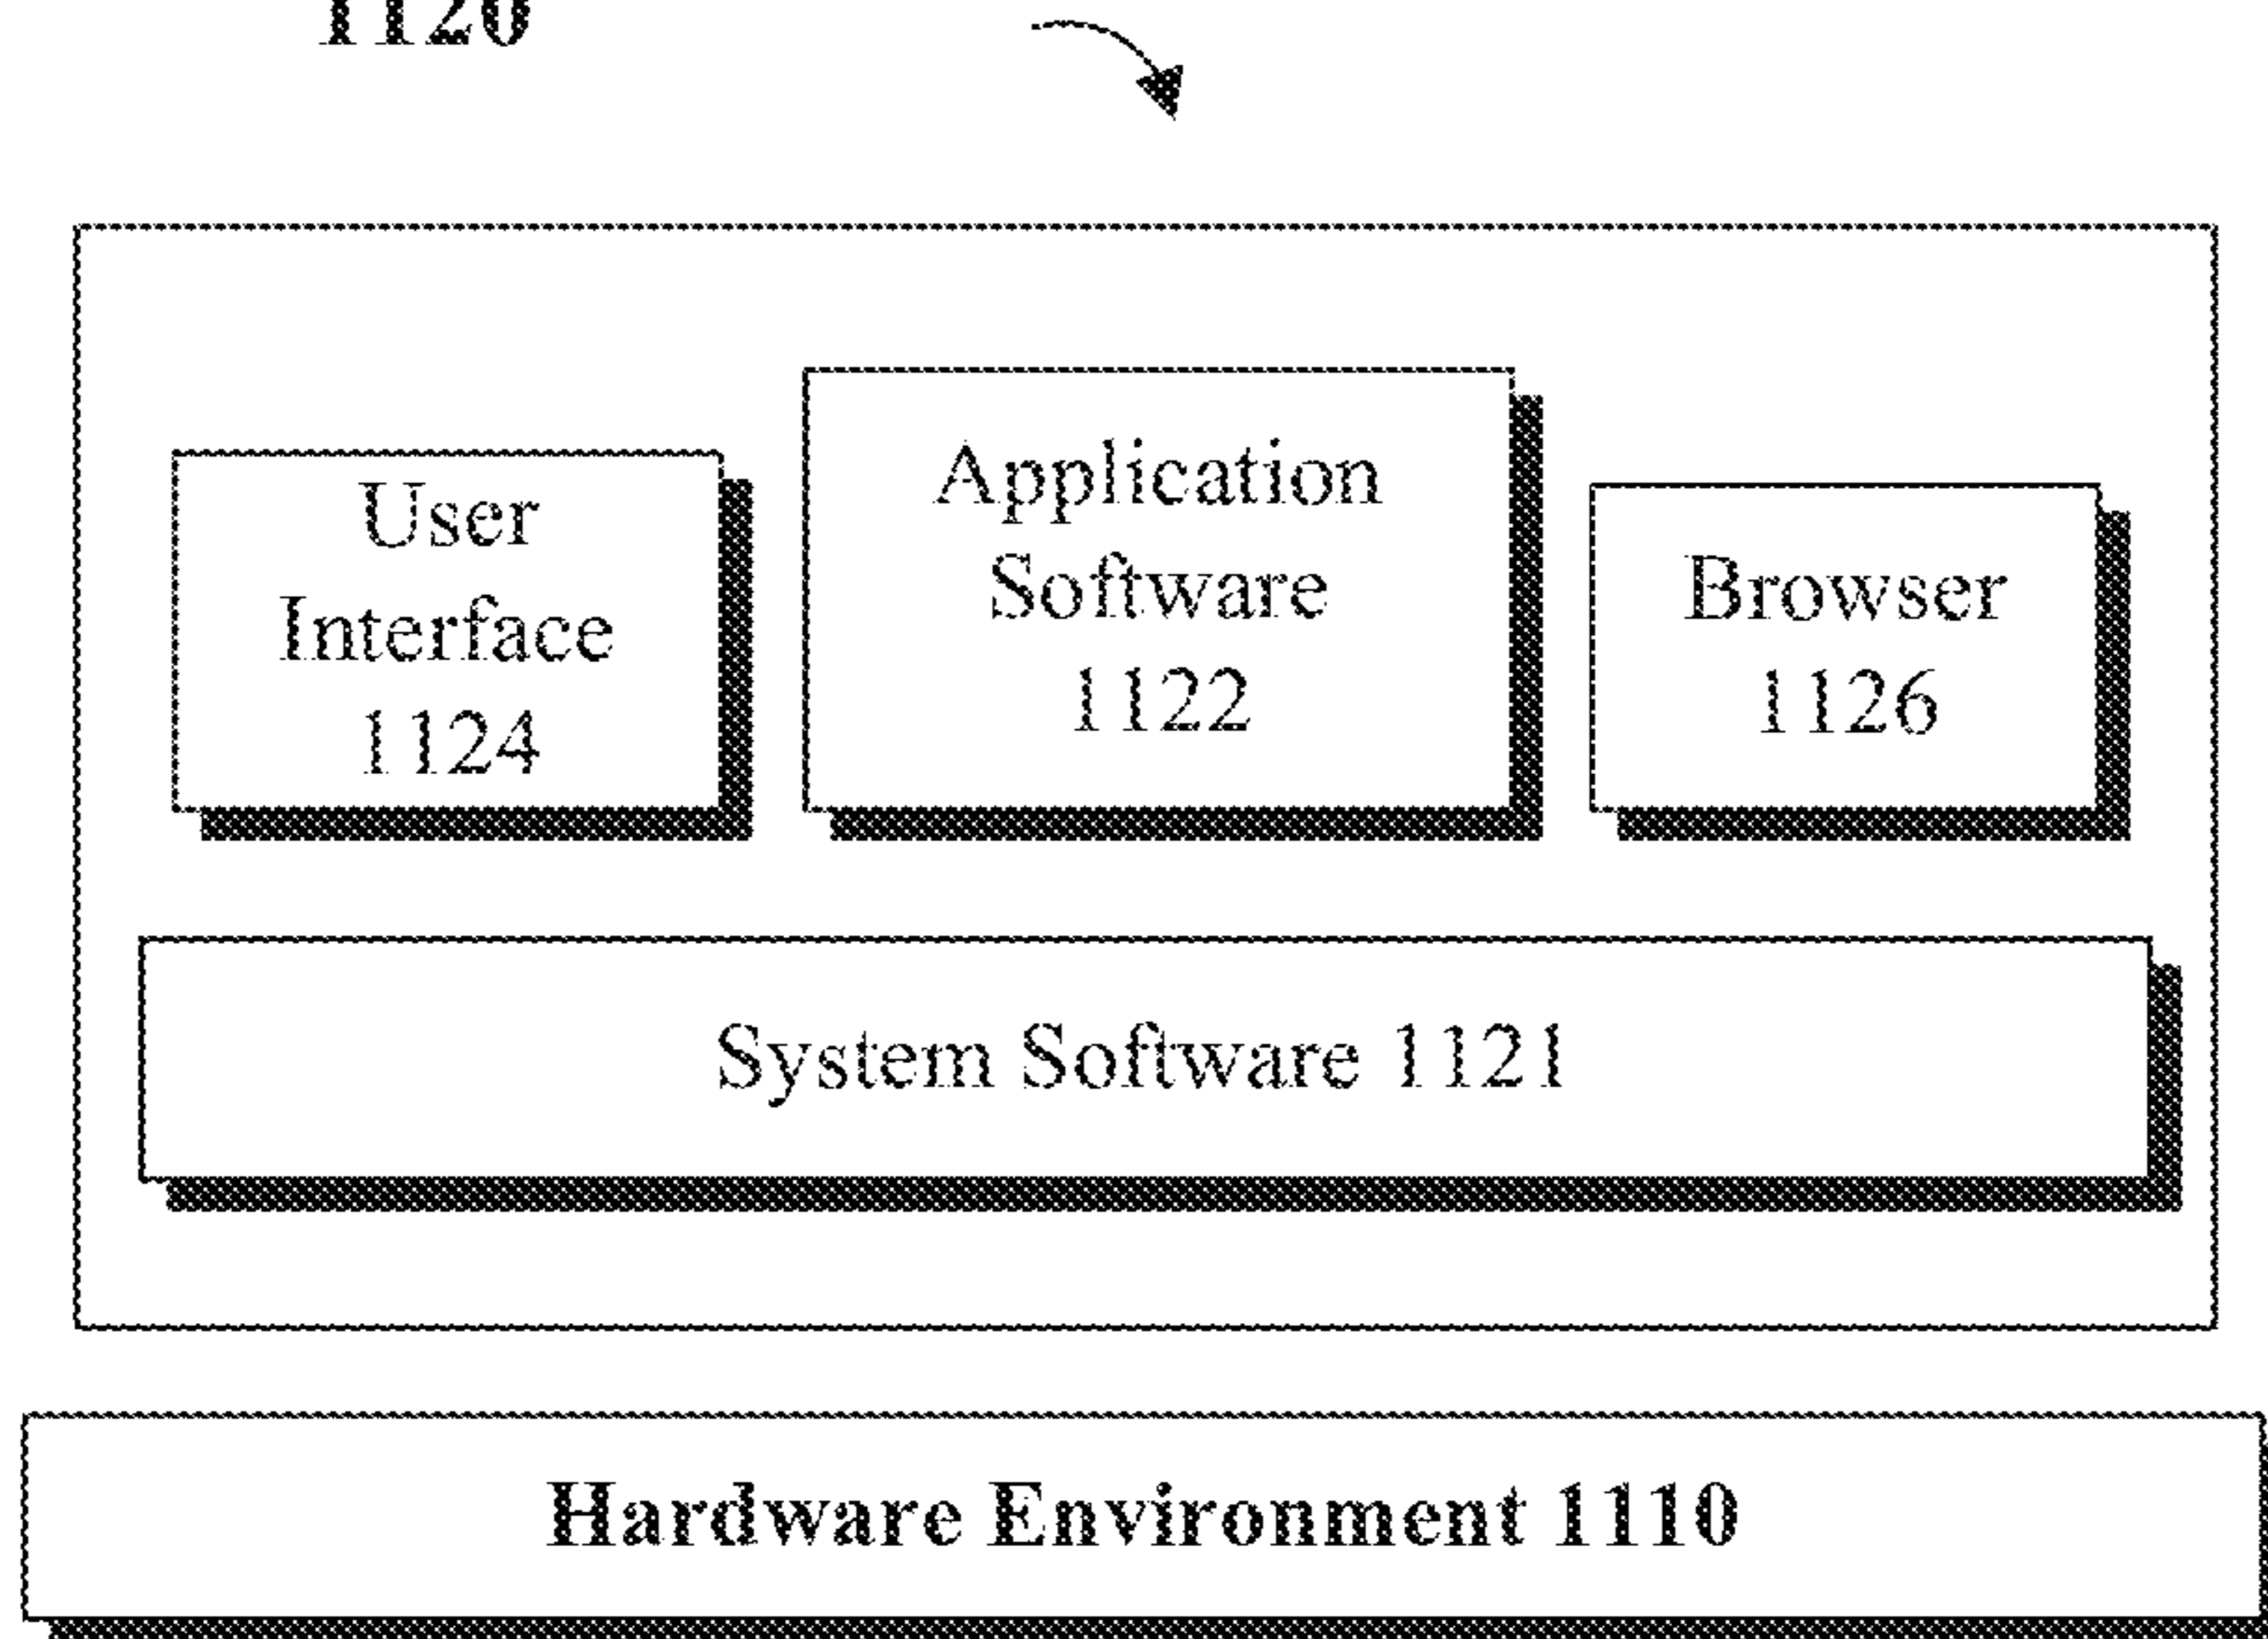 1120
User
Interface
1124
Application
Software
1122
Browser
1126
System Software 1121
Hardware Environment 1110